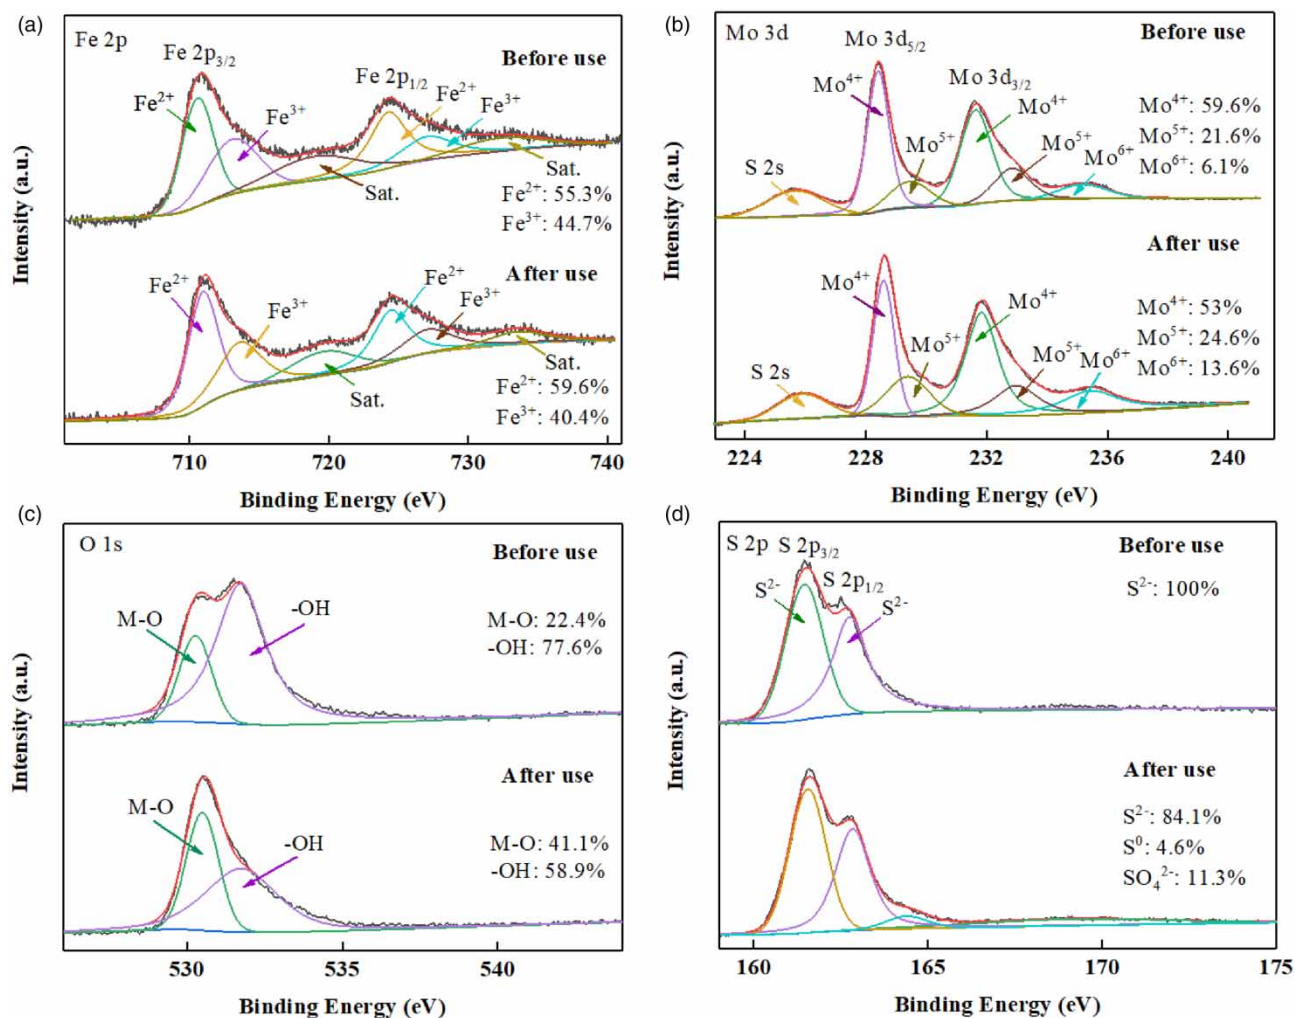 (a)
Fe 2p
Fe 2p3/2
Before use
Fe2+
Fe3+
Fe 2p1/2
Fe2+
Fe3+
Sat.
Sat.
Fe2+: 55.3%
Fe3+: 44.7%
After use
Fe2+
Fe3+
Fe2+
Fe3+
Sat.
Sat.
Fe2+: 59.6%
Fe3+: 40.4%
710 720 730 740
Binding Energy (eV)
Intensity (a.u.)
(b)
Mo 3d
Mo 3d5/2
Before use
Mo4+
Mo 3d3/2
Mo4+
Mo5+
Mo5+
Mo6+
S 2s
Mo4+: 59.6%
Mo5+: 21.6%
Mo6+: 6.1%
After use
Mo4+
Mo4+
Mo5+
Mo5+
Mo6+
S 2s
Mo4+: 53%
Mo5+: 24.6%
Mo6+: 13.6%
224 228 232 236 240
Binding Energy (eV)
Intensity (a.u.)
(c)
O 1s
Before use
M-O
-OH
M-O: 22.4%
-OH: 77.6%
After use
M-O
-OH
M-O: 41.1%
-OH: 58.9%
530 535 540
Binding Energy (eV)
Intensity (a.u.)
(d)
S 2p
S 2p3/2
Before use
S2-
S 2p1/2
S2-
S2-: 100%
After use
S2-: 84.1%
S0: 4.6%
SO42-: 11.3%
160 165 170 175
Binding Energy (eV)
Intensity (a.u.)